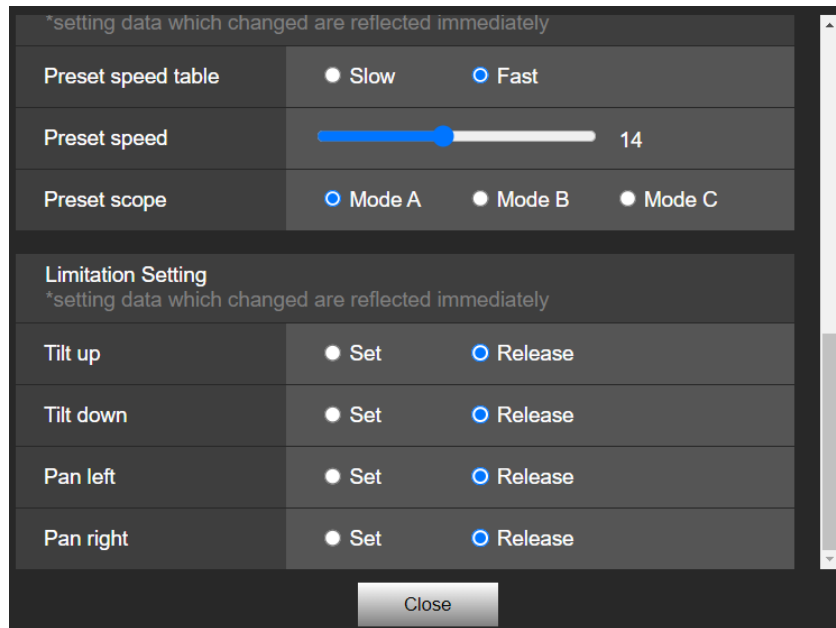 *setting data which changed are reflected immediately
Preset speed table Slow Fast
Preset speed 14
Preset scope Mode A Mode B Mode C
Limitation Setting
*setting data which changed are reflected immediately
Tilt up Set Release
Tilt down Set Release
Pan left Set Release
Pan right Set Release
Close